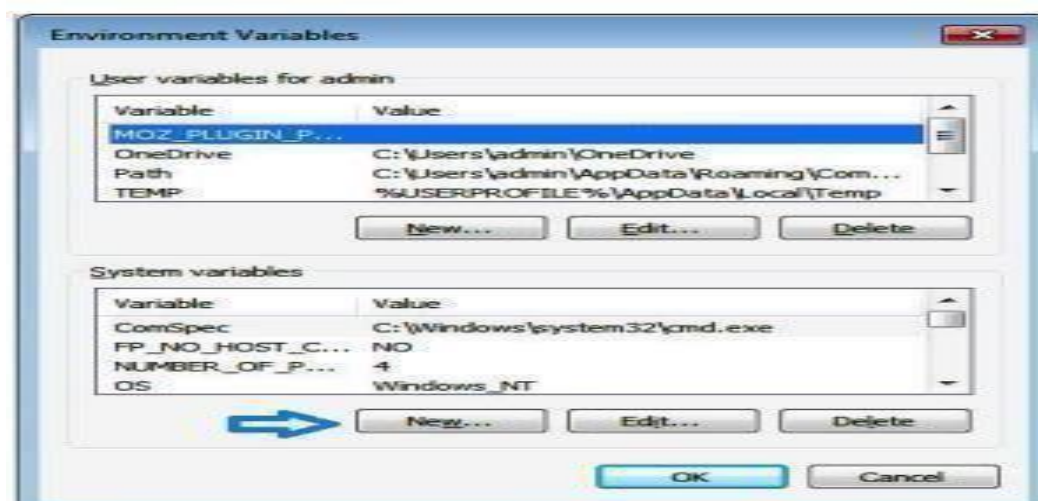 Environment Variables
User variables for admin
Variable Value
MOZ_PLUGIN_P...
OneDrive C:\Users\admin\OneDrive
Path C:\Users\admin\AppData\Roaming\Com...
TEMP %USERPROFILE%\AppData\Local\Temp
New... Edit... Delete
System variables
Variable Value
ComSpec C:\Windows\system32\cmd.exe
FP_NO_HOST_C... NO
NUMBER_OF_P... 4
OS Windows_NT
New... Edit... Delete
OK Cancel